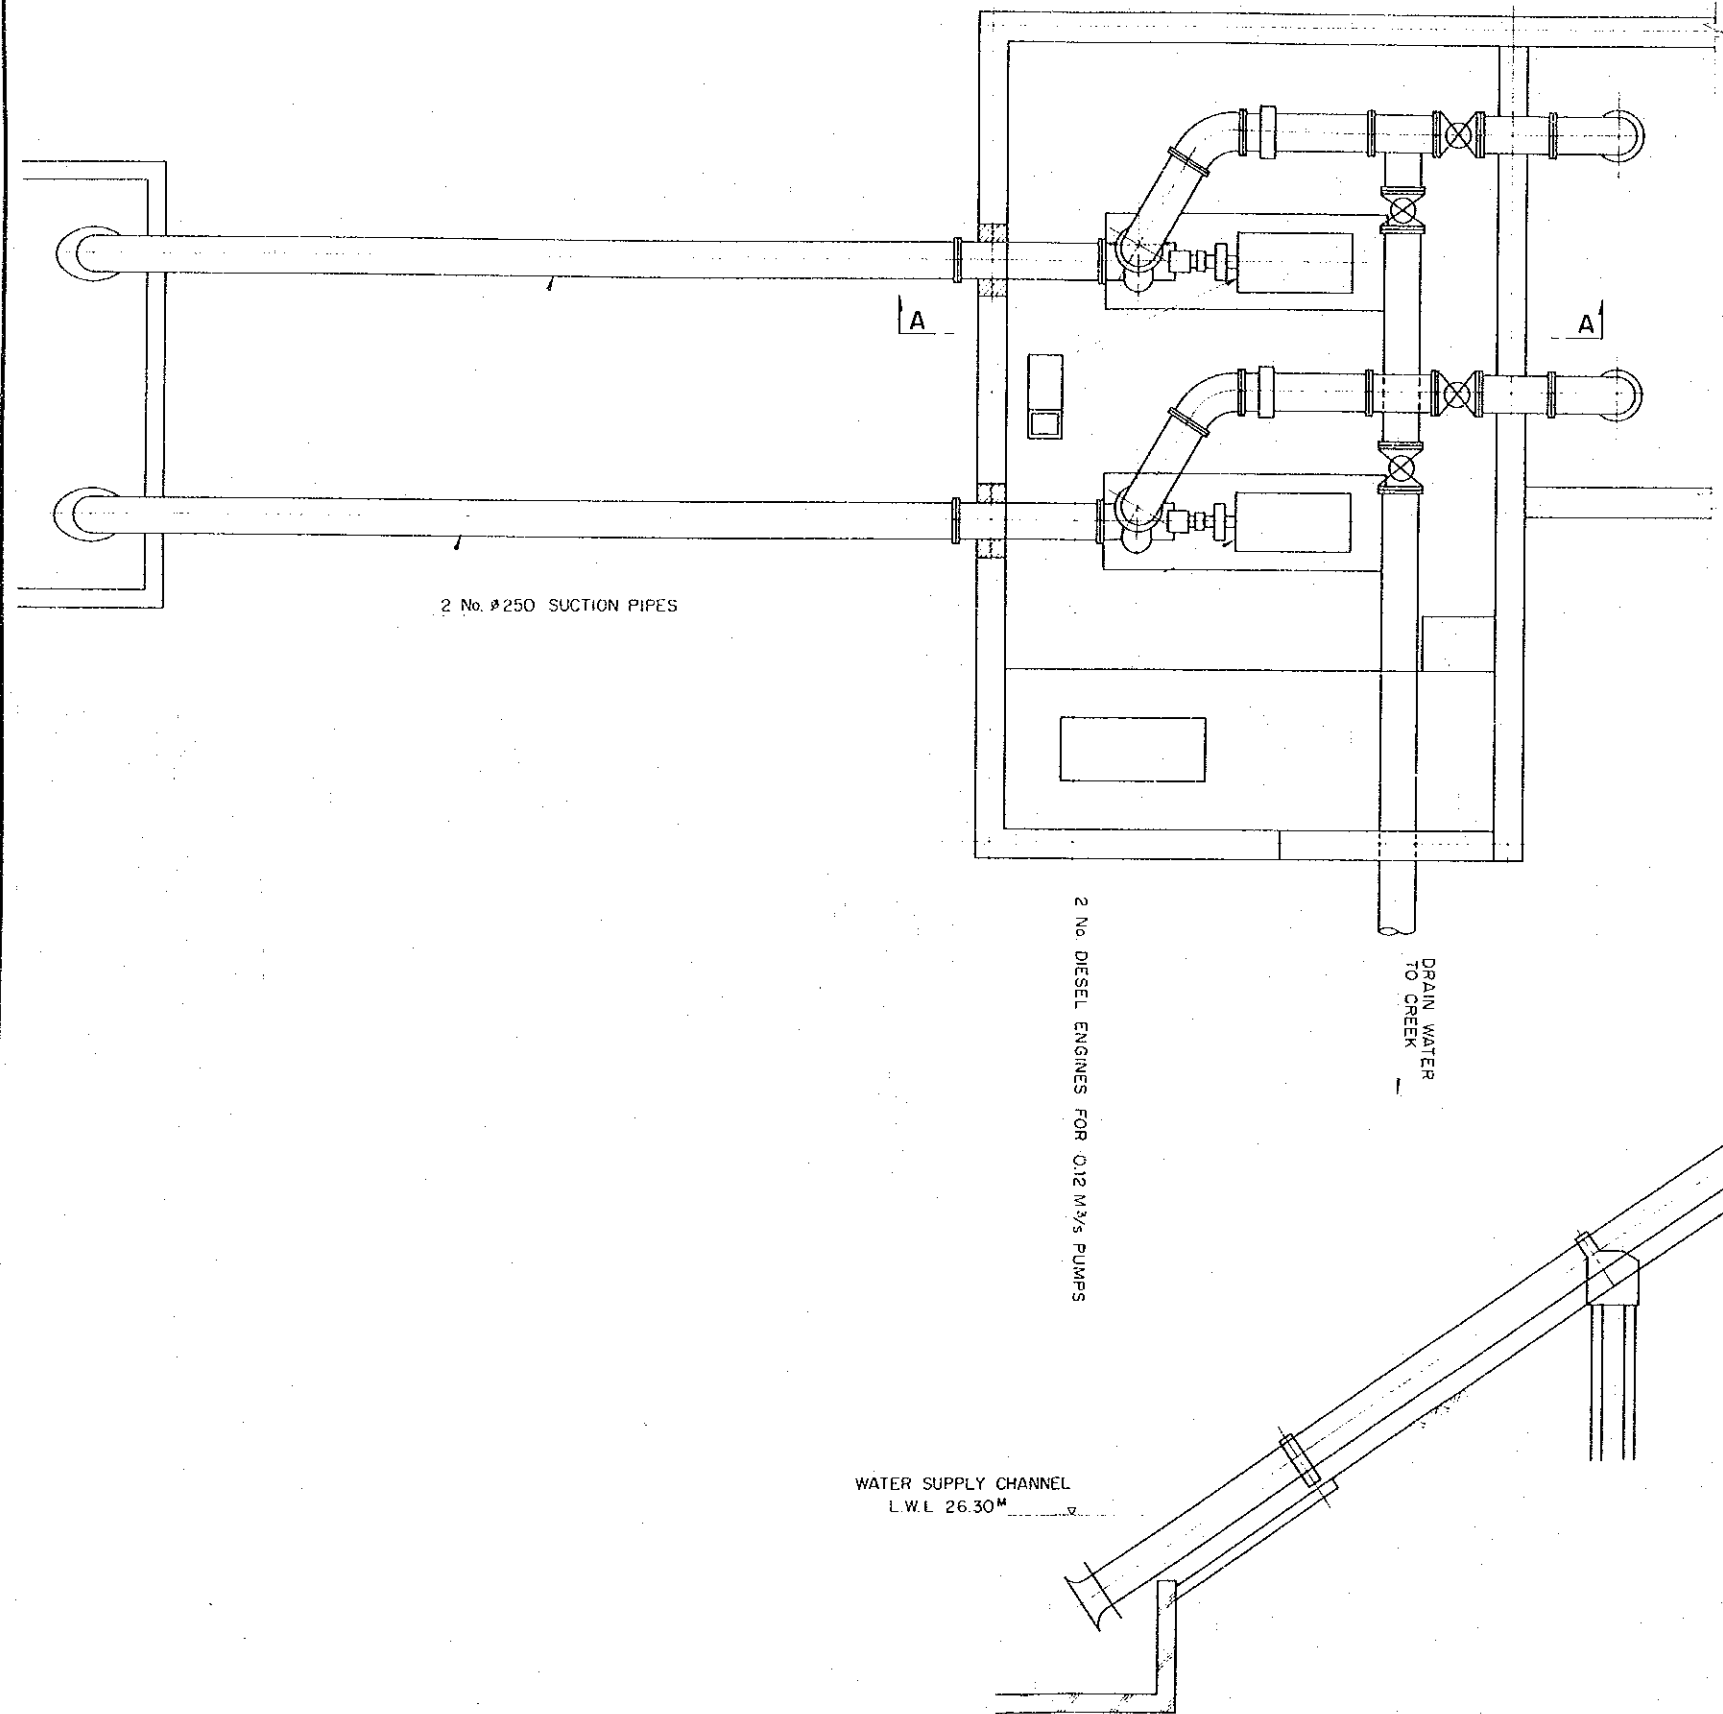 A
A
2 No. ø250 SUCTION PIPES
2 No. DIESEL ENGINES FOR 0.12 M³/s PUMPS
DRAIN WATER
TO CREEK
WATER SUPPLY CHANNEL
L.W.L 26.30ᴹ